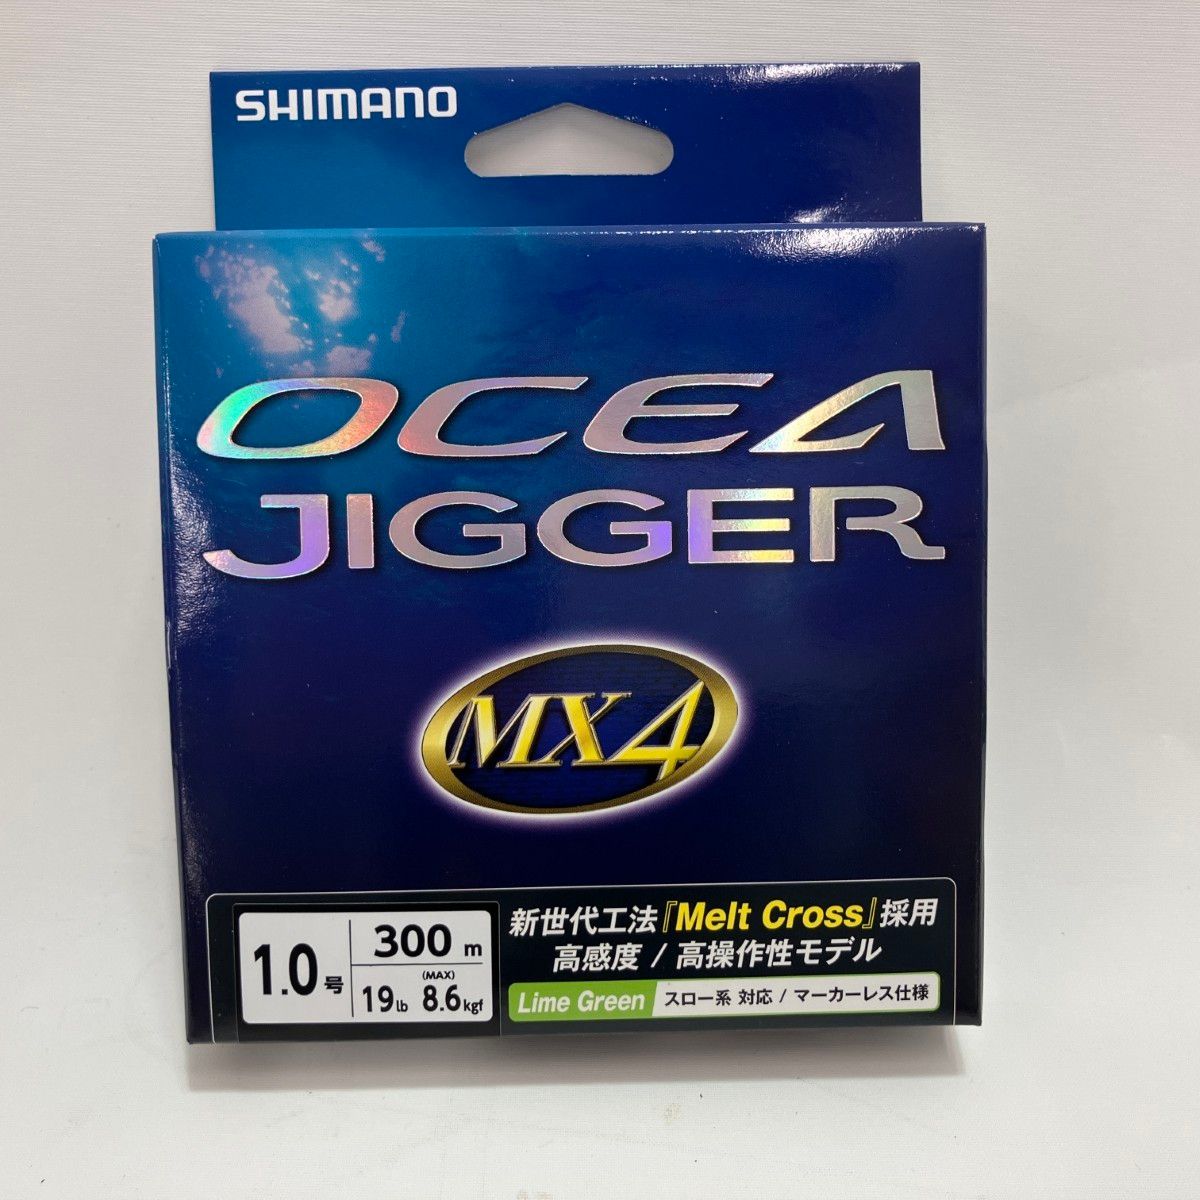 SHIMANO
OCEA
JIGGER
MX4
1.0号
300m
(MAX)
19lb 8.6kgf
新世代工法『Melt Cross』採用
高感度 / 高操作性モデル
Lime Green スロー系 対応 / マーカーレス仕様